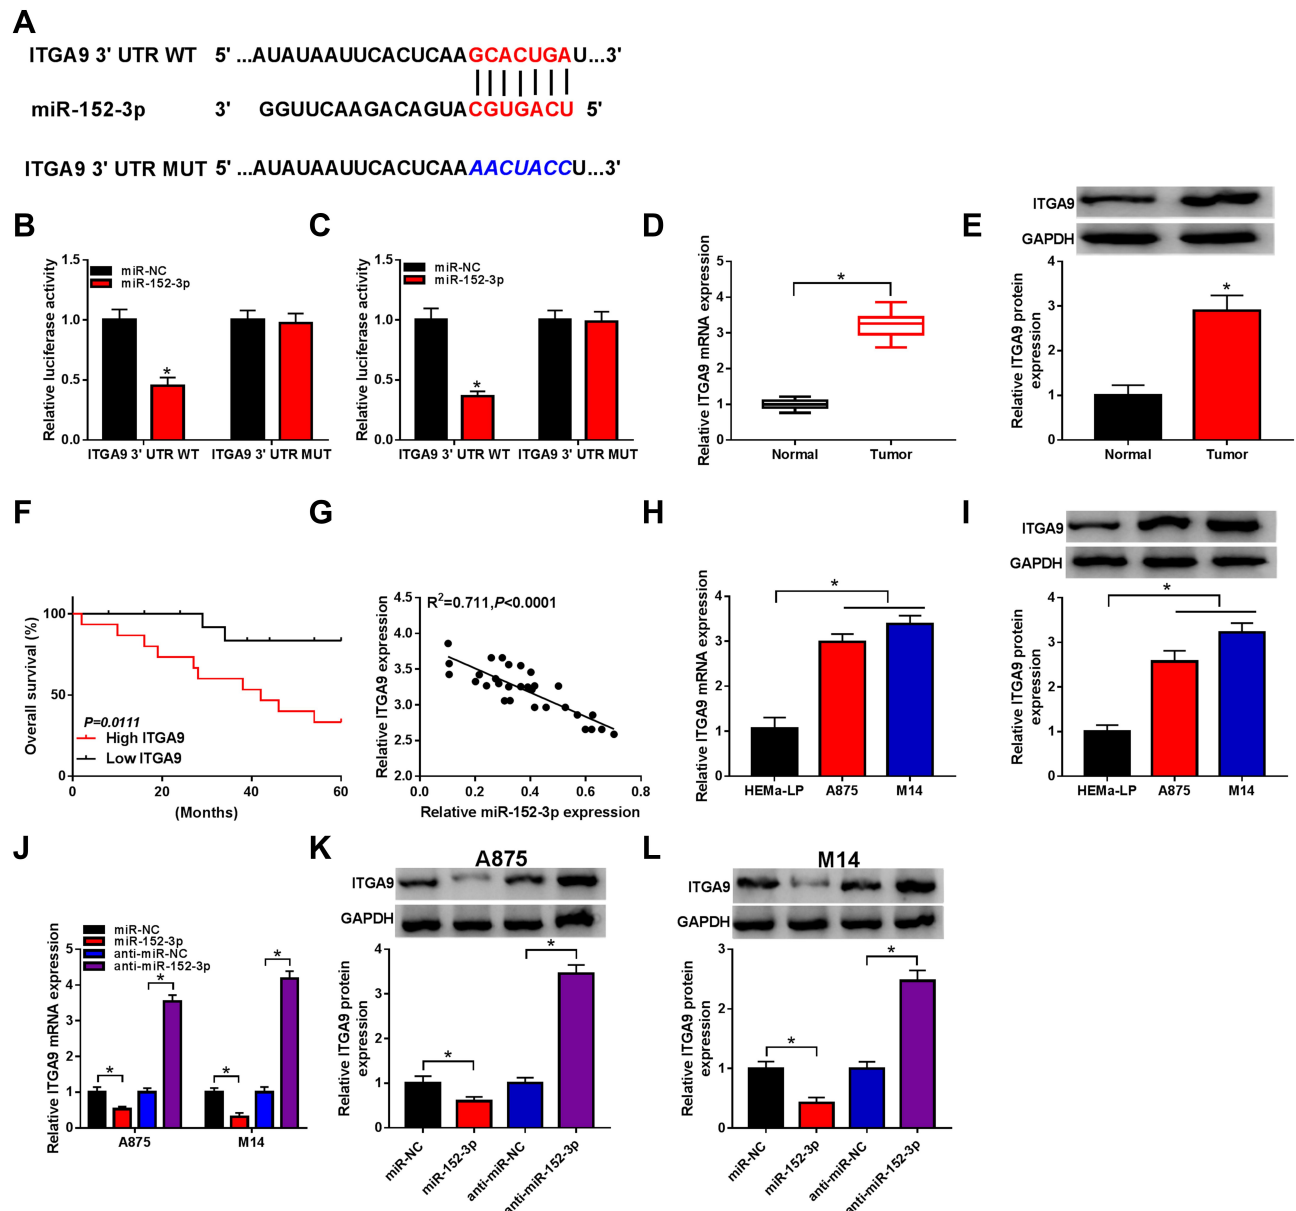 A
ITGA9 3' UTR WT 5' ...AUAUAAUUCACUCAAGCACUGAU...3'
miR-152-3p 3' GGUUCAAGACAGUACGUGACU 5'
ITGA9 3' UTR MUT 5' ...AUAUAAUUCACUCAAAACUACCU...3'
B
Relative luciferase activity
1.5
1.0
0.5
0.0
miR-NC
miR-152-3p
*
ITGA9 3' UTR WT ITGA9 3' UTR MUT
C
Relative luciferase activity
1.5
1.0
0.5
0.0
miR-NC
miR-152-3p
*
ITGA9 3' UTR WT ITGA9 3' UTR MUT
D
Relative ITGA9 mRNA expression
5
4
3
2
1
0
*
Normal Tumor
E
ITGA9
GAPDH
Relative ITGA9 protein
expression
4
3
2
1
0
*
Normal Tumor
F
Overall survival (%)
100
50
0
P=0.0111
High ITGA9
Low ITGA9
0 20 40 60
(Months)
G
Relative ITGA9 expression
4.5
4.0
3.5
3.0
2.5
2.0
R2=0.711,P<0.0001
0.0 0.2 0.4 0.6 0.8
Relative miR-152-3p expression
H
Relative ITGA9 mRNA expression
4
3
2
1
0
*
HEMa-LP A875 M14
I
ITGA9
GAPDH
Relative ITGA9 protein
expression
4
3
2
1
0
*
HEMa-LP A875 M14
J
Relative ITGA9 mRNA expression
miR-NC
miR-152-3p
anti-miR-NC
anti-miR-152-3p
5
4
3
2
1
0
* * * *
A875 M14
K
A875
ITGA9
GAPDH
Relative ITGA9 protein
expression
4
3
2
1
0
* *
miR-NC miR-152-3p anti-miR-NC anti-miR-152-3p
L
M14
ITGA9
GAPDH
Relative ITGA9 protein
expression
3
2
1
0
* *
miR-NC miR-152-3p anti-miR-NC anti-miR-152-3p